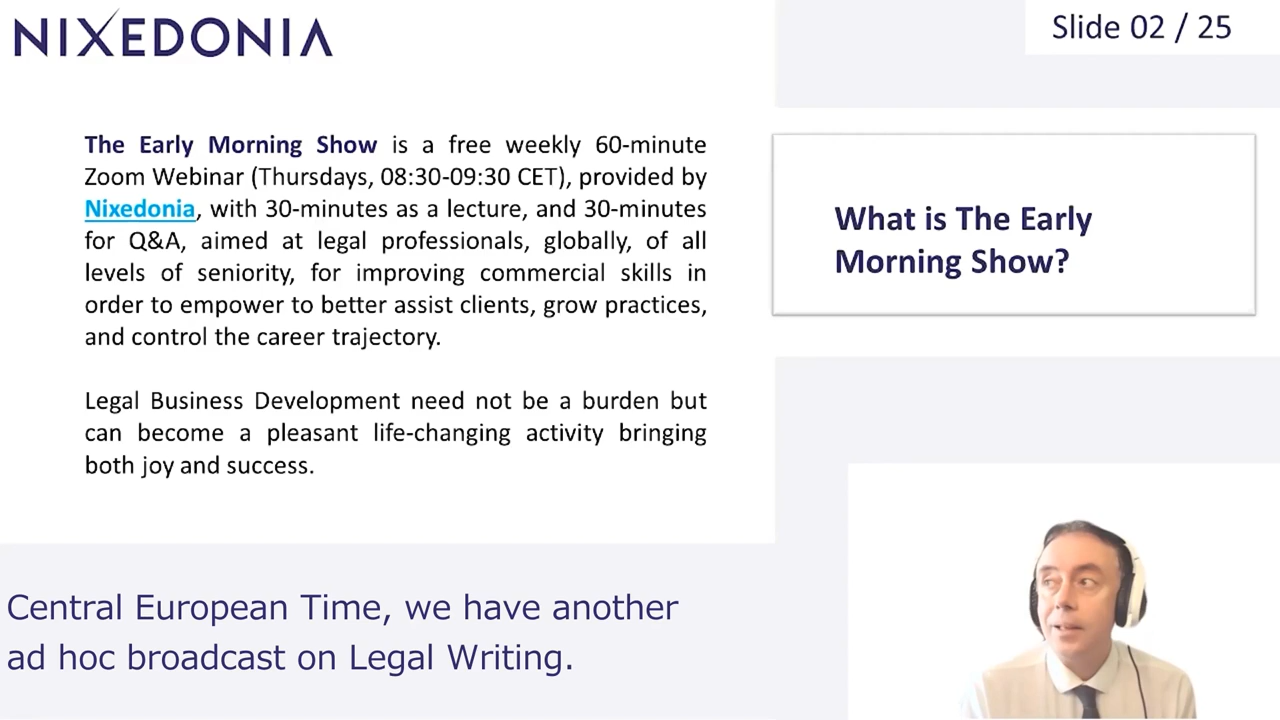 NIXEDONIA
Slide 02 / 25
The Early Morning Show is a free weekly 60-minute
Zoom Webinar (Thursdays, 08:30-09:30 CET), provided by
Nixedonia, with 30-minutes as a lecture, and 30-minutes
for Q&A, aimed at legal professionals, globally, of all
levels of seniority, for improving commercial skills in
order to empower to better assist clients, grow practices,
and control the career trajectory.
Legal Business Development need not be a burden but
can become a pleasant life-changing activity bringing
both joy and success.
What is The Early
Morning Show?
Central European Time, we have another
ad hoc broadcast on Legal Writing.